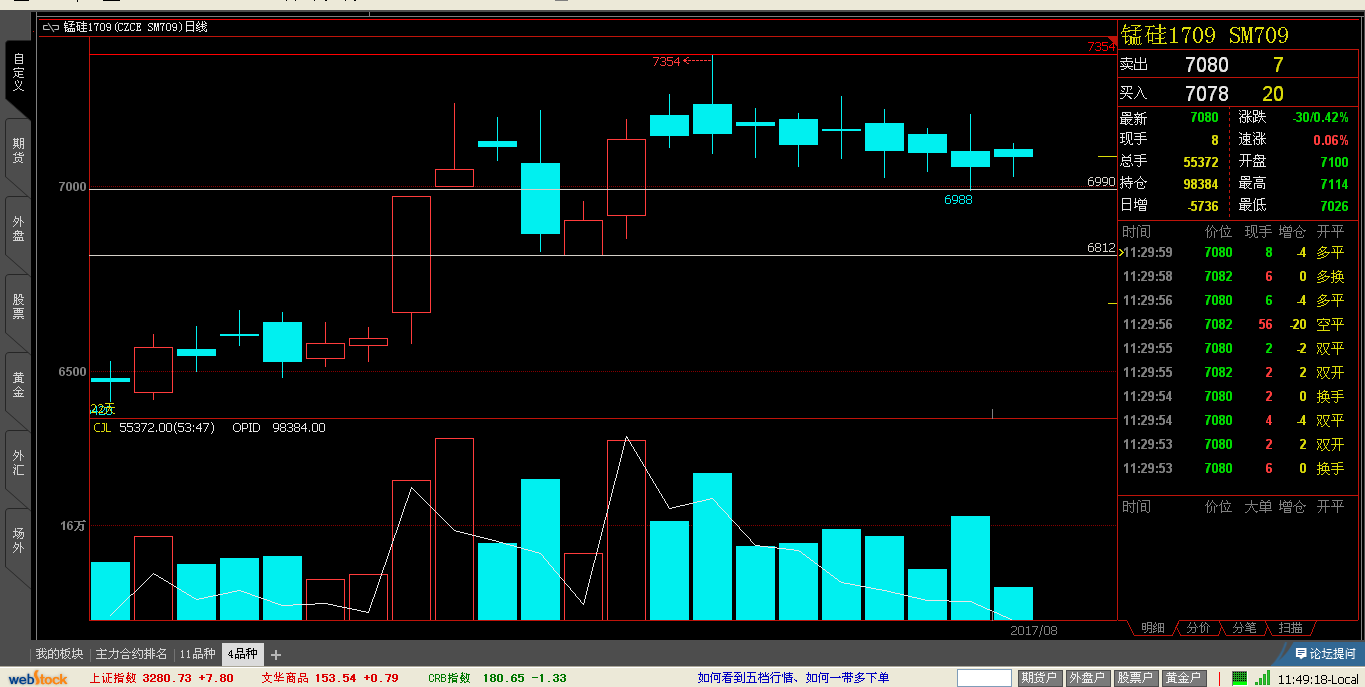 锰硅1709(CZCE SM709)日线
自定义
期货
外盘
股票
黄金
外汇
场外
7354
7354
7000
6990
6988
6812
6500
22天
CJL 55372.00(53:47) OPID 98384.00
16万
2017/08
锰硅1709 SM709
卖出 7080 7
买入 7078 20
最新 7080 涨跌 -30/0.42%
现手 8 速涨 0.06%
总手 55372 开盘 7100
持仓 98384 最高 7114
日增 -5736 最低 7026
时间 价位 现手 增仓 开平
11:29:59 7080 8 -4 多平
11:29:58 7082 6 0 多换
11:29:56 7080 6 -4 多平
11:29:56 7082 56 -20 空平
11:29:55 7080 2 -2 双平
11:29:55 7082 2 2 双开
11:29:54 7080 2 0 换手
11:29:54 7080 4 -4 双平
11:29:53 7080 2 2 双开
11:29:53 7080 6 0 换手
时间 价位 大单 增仓 开平
明细 分价 分笔 扫描
我的板块 主力合约排名 11品种 4品种 +
论坛提问
webStock 上证指数 3280.73 +7.80 文华商品 153.54 +0.79 CRB指数 180.65 -1.33 如何看到五档行情、如何一带多下单 期货户 外盘户 股票户 黄金户 11:49:18-Local